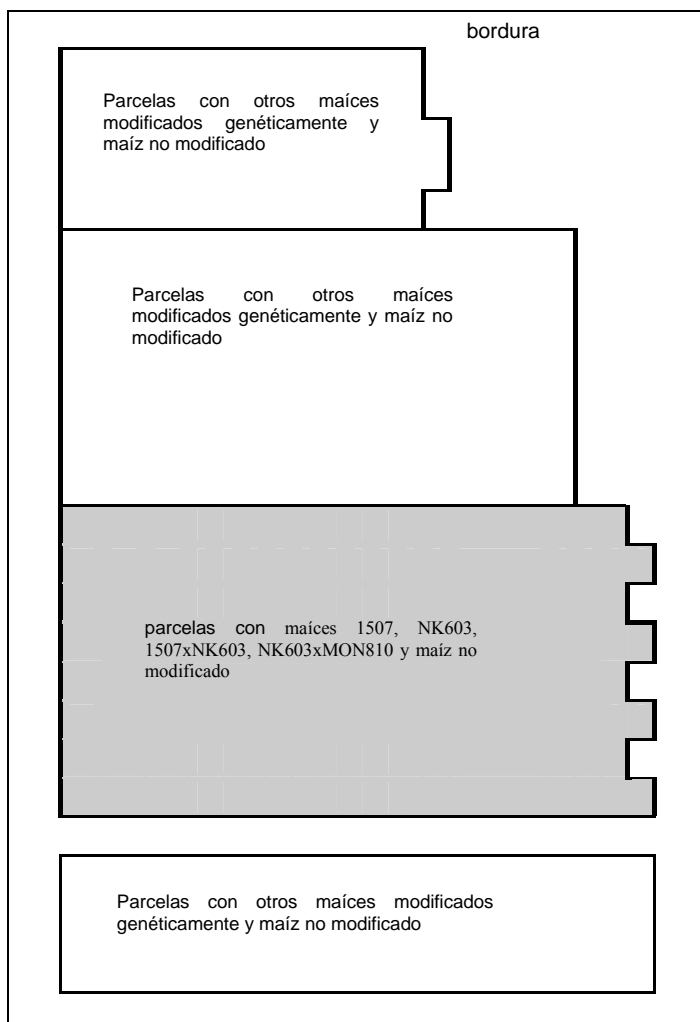 bordura
Parcelas con otros maíces
modificados genéticamente y
maíz no modificado
Parcelas con otros maíces
modificados genéticamente y maíz no
modificado
parcelas con maíces 1507, NK603,
1507xNK603, NK603xMON810 y maíz no
modificado
Parcelas con otros maíces modificados
genéticamente y maíz no modificado